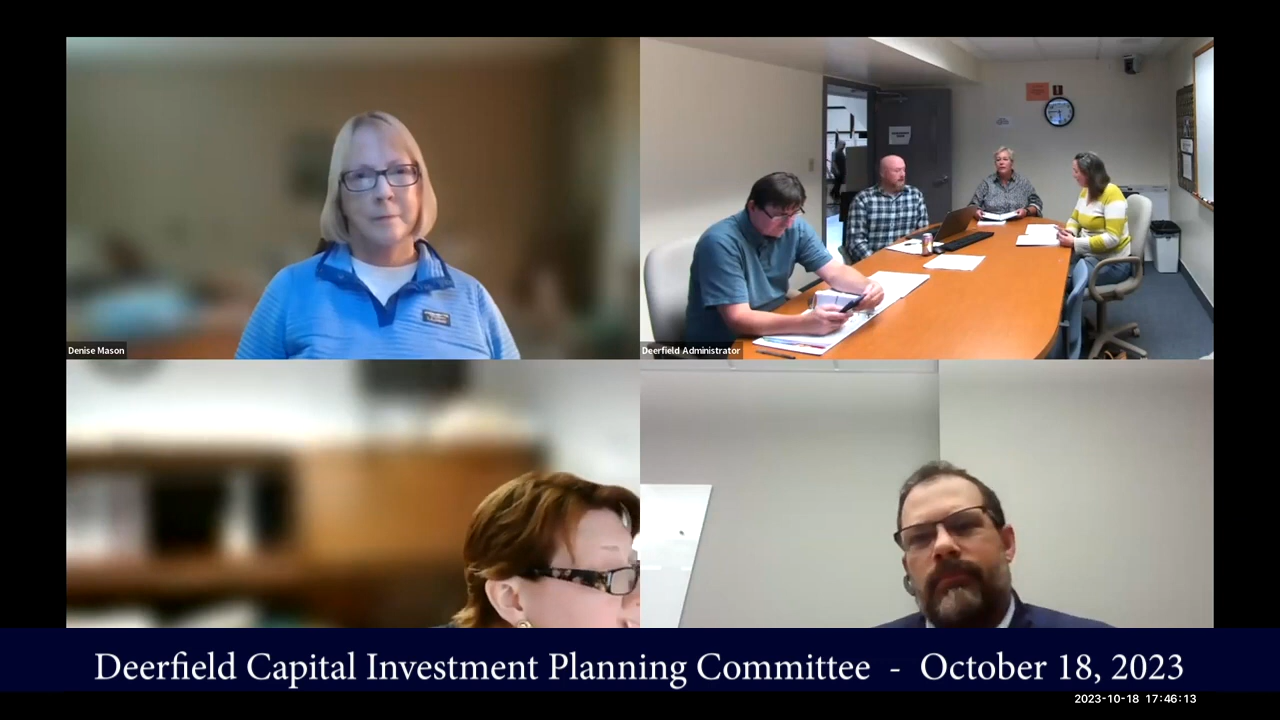 Denise Mason
Deerfield Administrator
Deerfield Capital Investment Planning Committee - October 18, 2023
2023-10-18 17:46:13